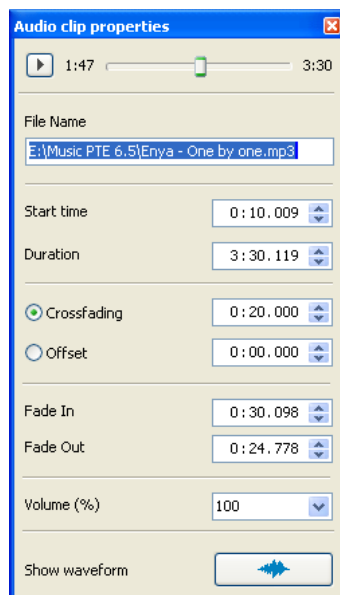 Audio clip properties
1:47 3:30
File Name
E:\Music PTE 6.5\Enya - One by one.mp3
Start time 0:10.009
Duration 3:30.119
Crossfading 0:20.000
Offset 0:00.000
Fade In 0:30.098
Fade Out 0:24.778
Volume (%) 100
Show waveform